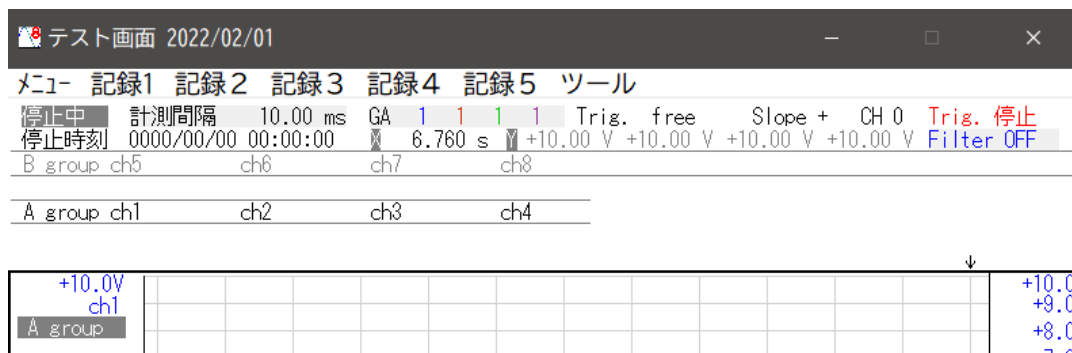 テスト画面 2022/02/01
ﾒﾆｭｰ 記録1 記録２ 記録３ 記録４ 記録５ ツール
停止中 計測間隔 10.00 ms GA 1 1 1 1 Trig. free Slope + CH 0 Trig. 停止
停止時刻 0000/00/00 00:00:00 X 6.760 s Y +10.00 V +10.00 V +10.00 V +10.00 V Filter OFF
B group ch5 ch6 ch7 ch8
A group ch1 ch2 ch3 ch4
↓
+10.0V +10.0
ch1 +9.0
A group +8.0